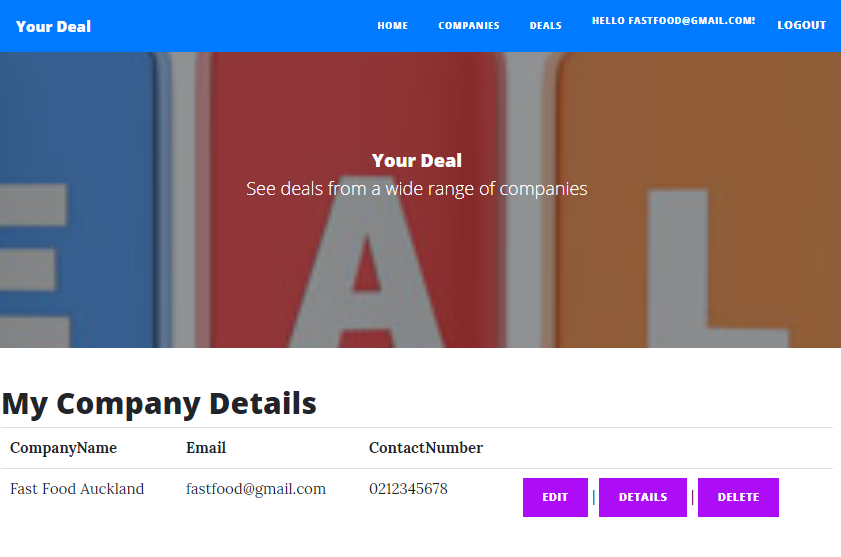 Your Deal HOME COMPANIES DEALS HELLO FASTFOOD@GMAIL.COM! LOGOUT
E A L
Your Deal
See deals from a wide range of companies
My Company Details
CompanyName Email ContactNumber
Fast Food Auckland fastfood@gmail.com 0212345678 EDIT | DETAILS | DELETE